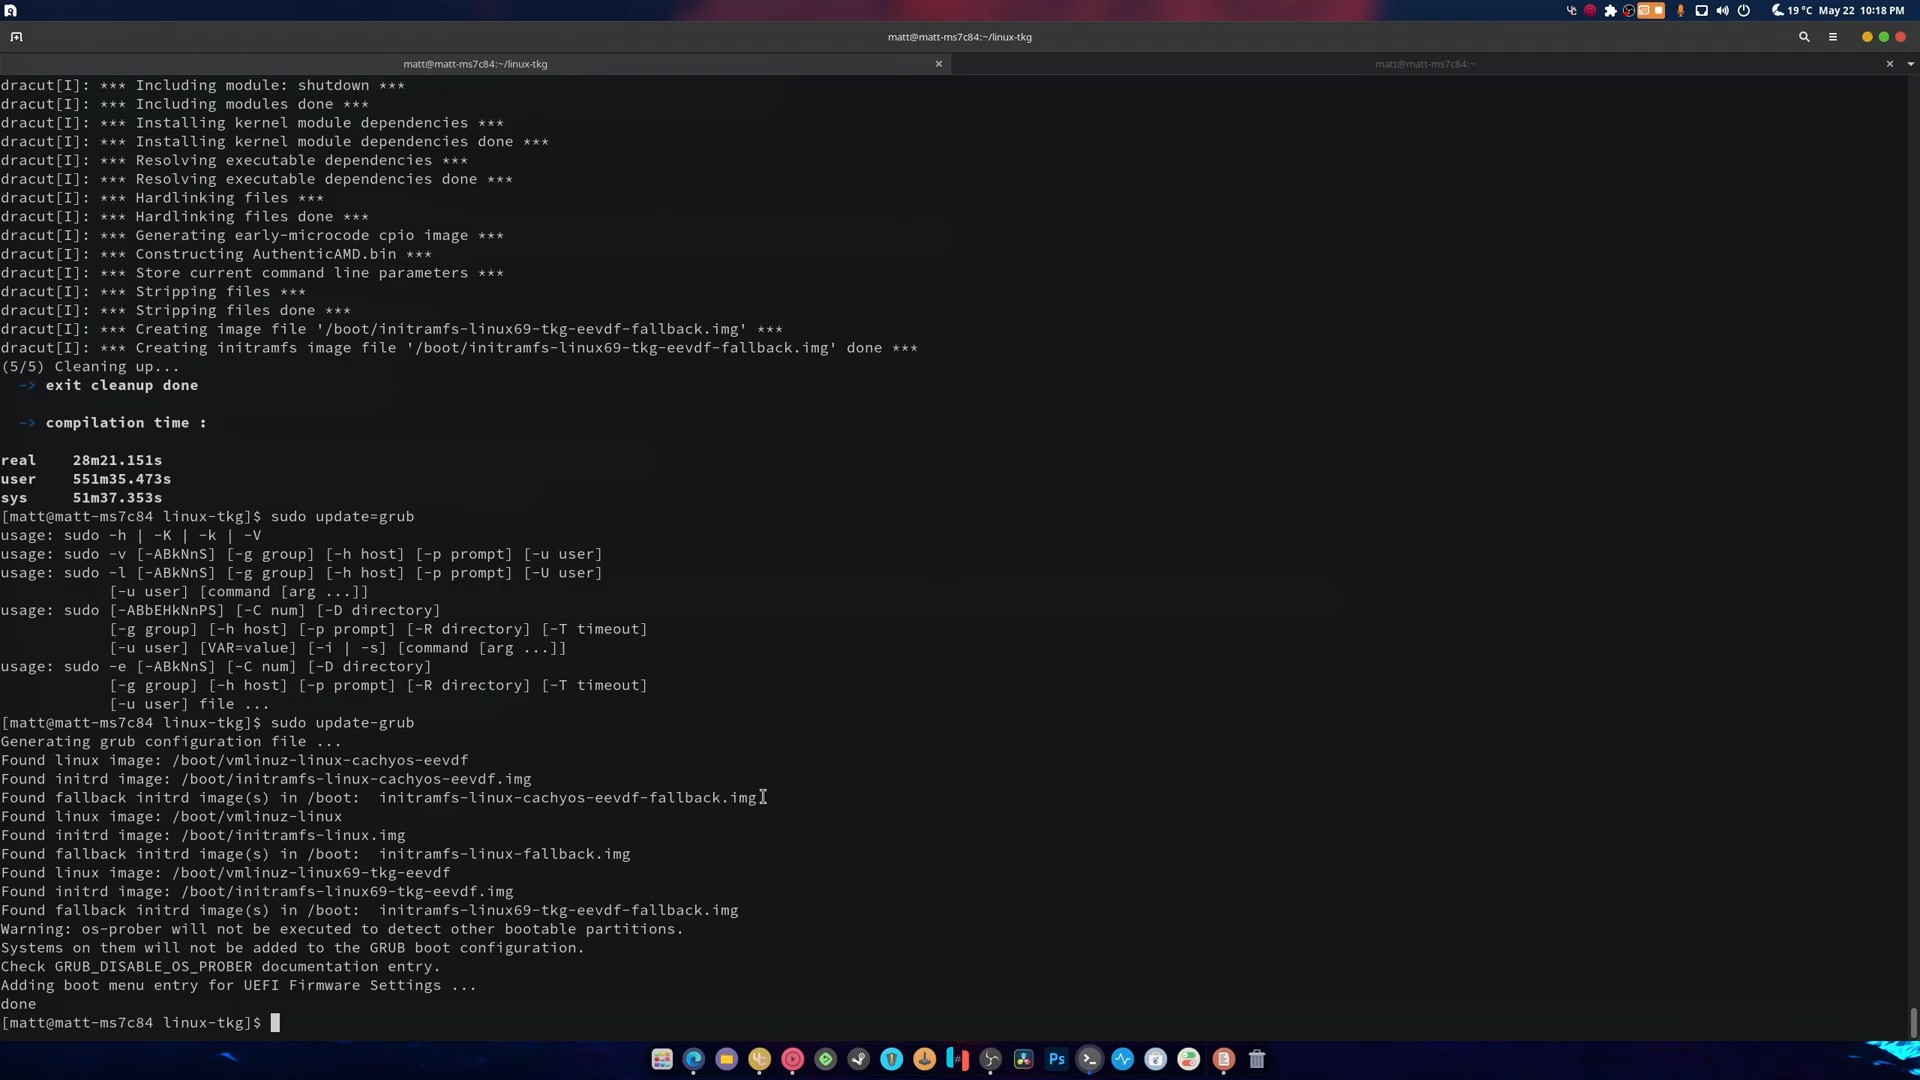 19 °C May 22 10:18 PM
matt@matt-ms7c84:~/linux-tkg
matt@matt-ms7c84:~/linux-tkg
matt@matt-ms7c84:~
dracut[I]: *** Including module: shutdown ***
dracut[I]: *** Including modules done ***
dracut[I]: *** Installing kernel module dependencies ***
dracut[I]: *** Installing kernel module dependencies done ***
dracut[I]: *** Resolving executable dependencies ***
dracut[I]: *** Resolving executable dependencies done ***
dracut[I]: *** Hardlinking files ***
dracut[I]: *** Hardlinking files done ***
dracut[I]: *** Generating early-microcode cpio image ***
dracut[I]: *** Constructing AuthenticAMD.bin ***
dracut[I]: *** Store current command line parameters ***
dracut[I]: *** Stripping files ***
dracut[I]: *** Stripping files done ***
dracut[I]: *** Creating image file '/boot/initramfs-linux69-tkg-eevdf-fallback.img' ***
dracut[I]: *** Creating initramfs image file '/boot/initramfs-linux69-tkg-eevdf-fallback.img' done ***
(5/5) Cleaning up...
-> exit cleanup done
-> compilation time :
real 28m21.151s
user 551m35.473s
sys 51m37.353s
[matt@matt-ms7c84 linux-tkg]$ sudo update=grub
usage: sudo -h | -K | -k | -V
usage: sudo -v [-ABkNnS] [-g group] [-h host] [-p prompt] [-u user]
usage: sudo -l [-ABkNnS] [-g group] [-h host] [-p prompt] [-U user]
[-u user] [command [arg ...]]
usage: sudo [-ABbEHkNnPS] [-C num] [-D directory]
[-g group] [-h host] [-p prompt] [-R directory] [-T timeout]
[-u user] [VAR=value] [-i | -s] [command [arg ...]]
usage: sudo -e [-ABkNnS] [-C num] [-D directory]
[-g group] [-h host] [-p prompt] [-R directory] [-T timeout]
[-u user] file ...
[matt@matt-ms7c84 linux-tkg]$ sudo update-grub
Generating grub configuration file ...
Found linux image: /boot/vmlinuz-linux-cachyos-eevdf
Found initrd image: /boot/initramfs-linux-cachyos-eevdf.img
Found fallback initrd image(s) in /boot:  initramfs-linux-cachyos-eevdf-fallback.img
Found linux image: /boot/vmlinuz-linux
Found initrd image: /boot/initramfs-linux.img
Found fallback initrd image(s) in /boot:  initramfs-linux-fallback.img
Found linux image: /boot/vmlinuz-linux69-tkg-eevdf
Found initrd image: /boot/initramfs-linux69-tkg-eevdf.img
Found fallback initrd image(s) in /boot:  initramfs-linux69-tkg-eevdf-fallback.img
Warning: os-prober will not be executed to detect other bootable partitions.
Systems on them will not be added to the GRUB boot configuration.
Check GRUB_DISABLE_OS_PROBER documentation entry.
Adding boot menu entry for UEFI Firmware Settings ...
done
[matt@matt-ms7c84 linux-tkg]$
Ps